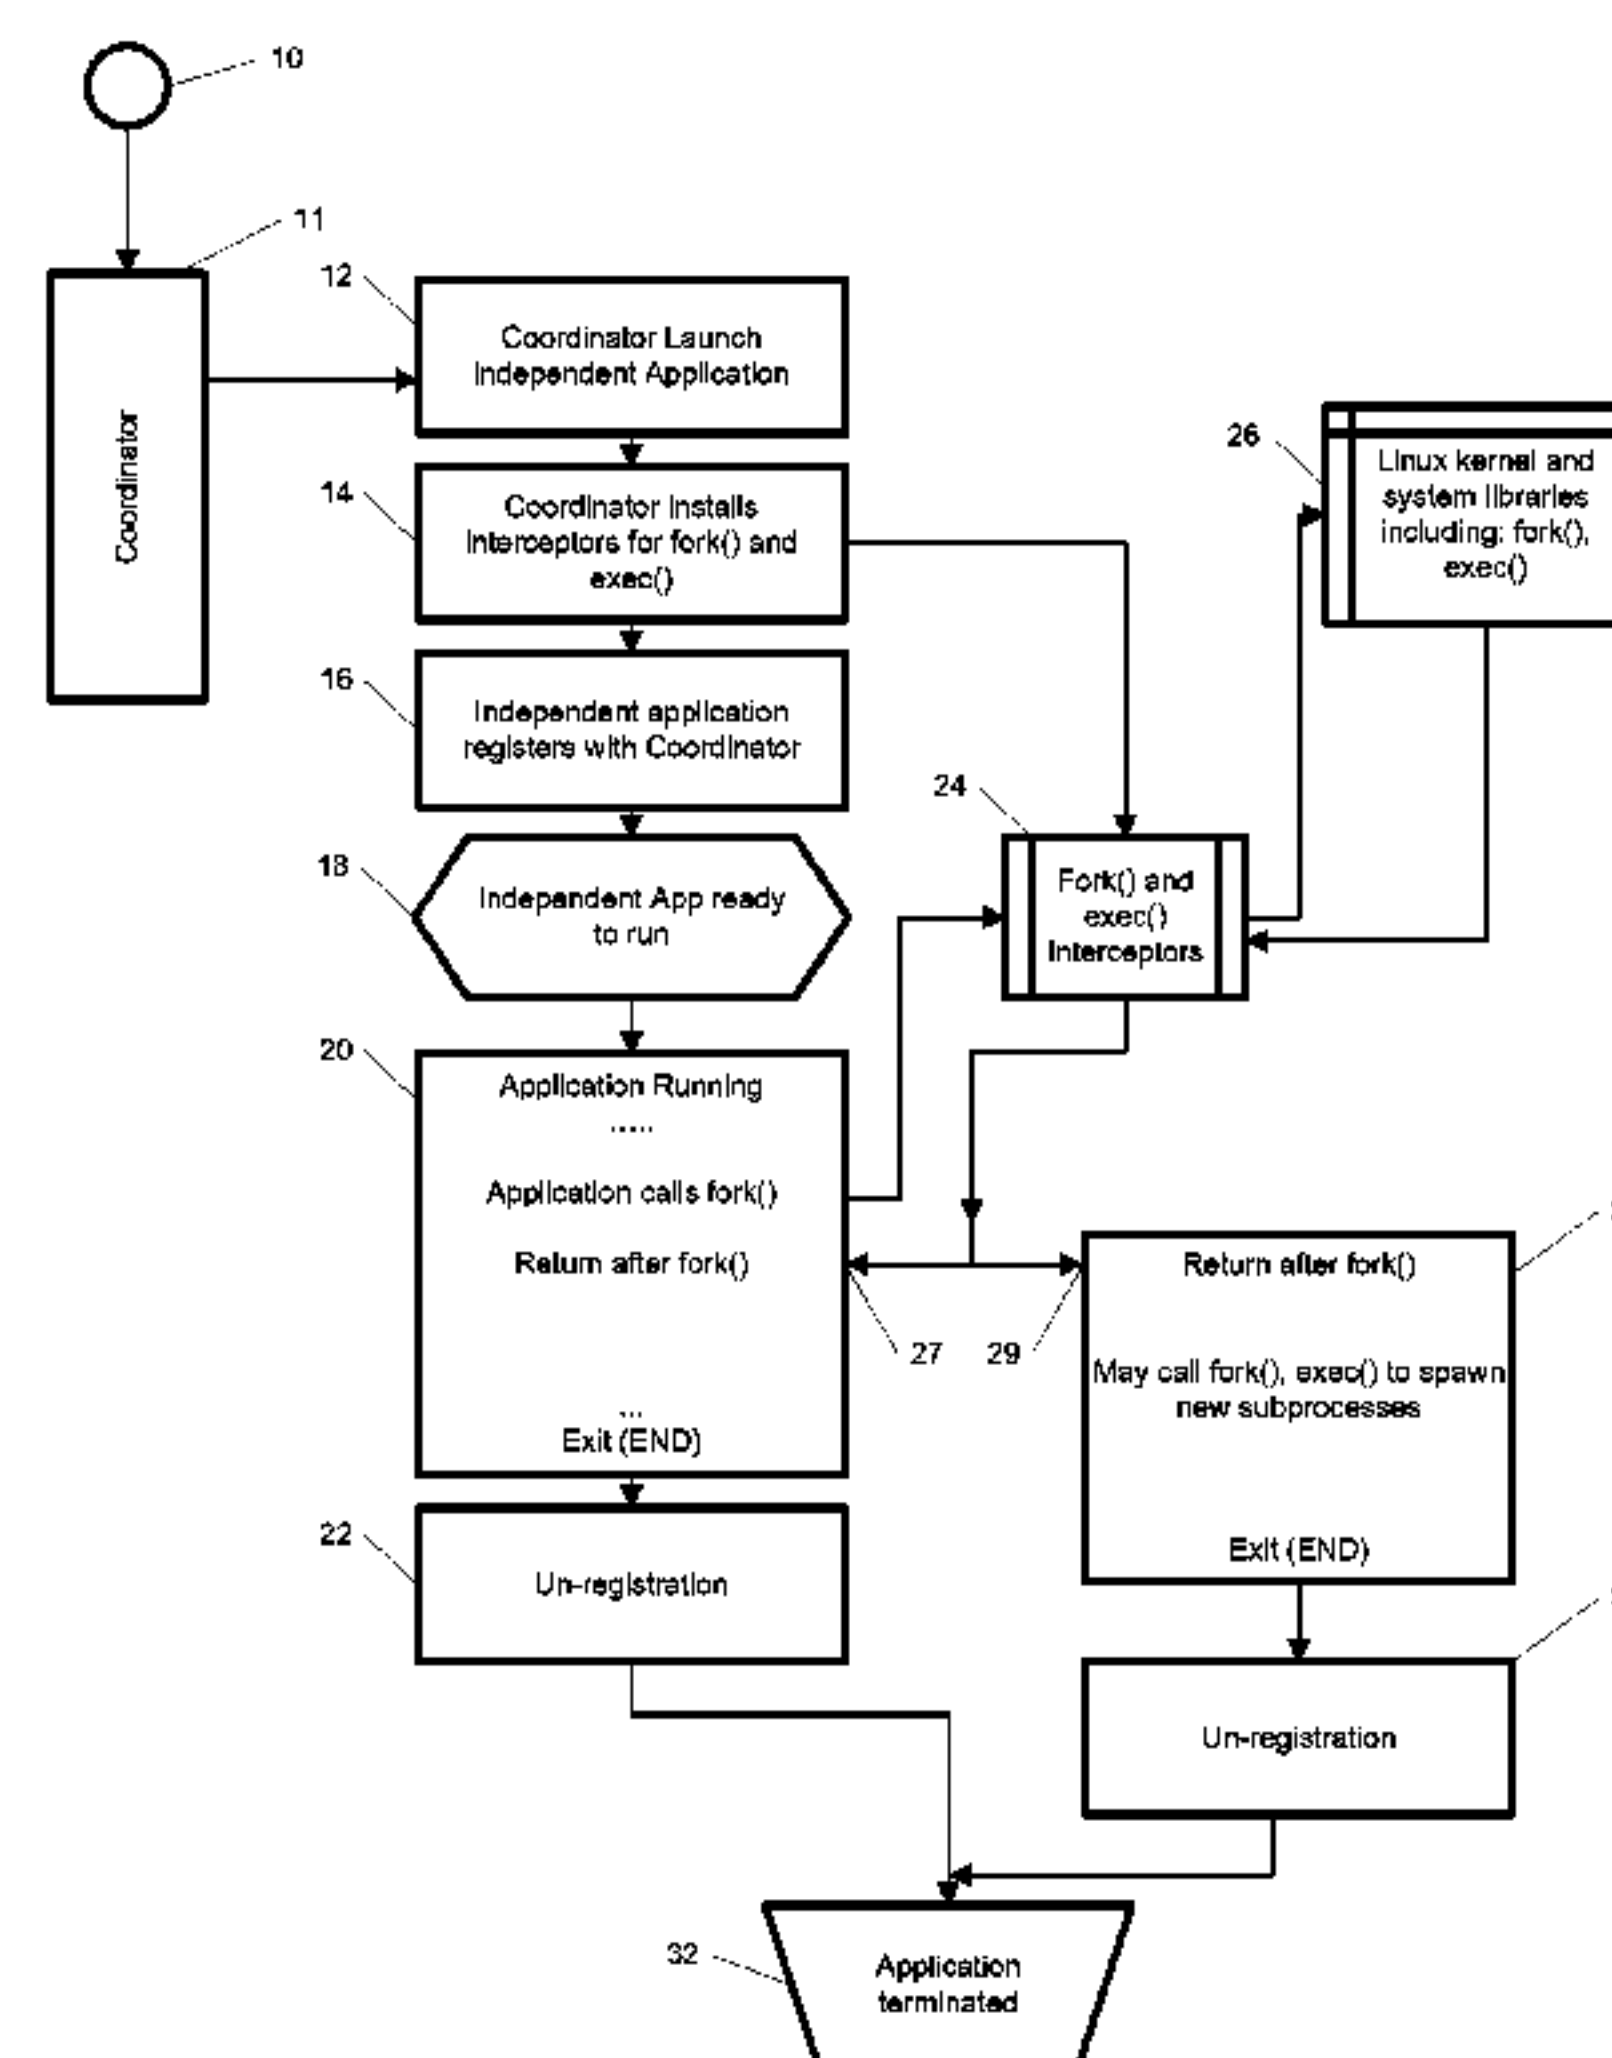 10
11
Coordinator
12
Coordinator Launch
Independent Application
14
Coordinator installs
interceptors for fork() and
exec()
16
Independent application
registers with Coordinator
18
Independent App ready
to run
20
Application Running
.....
Application calls fork()
Return after fork()
...
Exit (END)
22
Un-registration
24
Fork() and
exec()
Interceptors
26
Linux kernel and
system libraries
including: fork(),
exec()
27
29
Return after fork()
May call fork(), exec() to spawn
new subprocesses
Exit (END)
Un-registration
32
Application
terminated